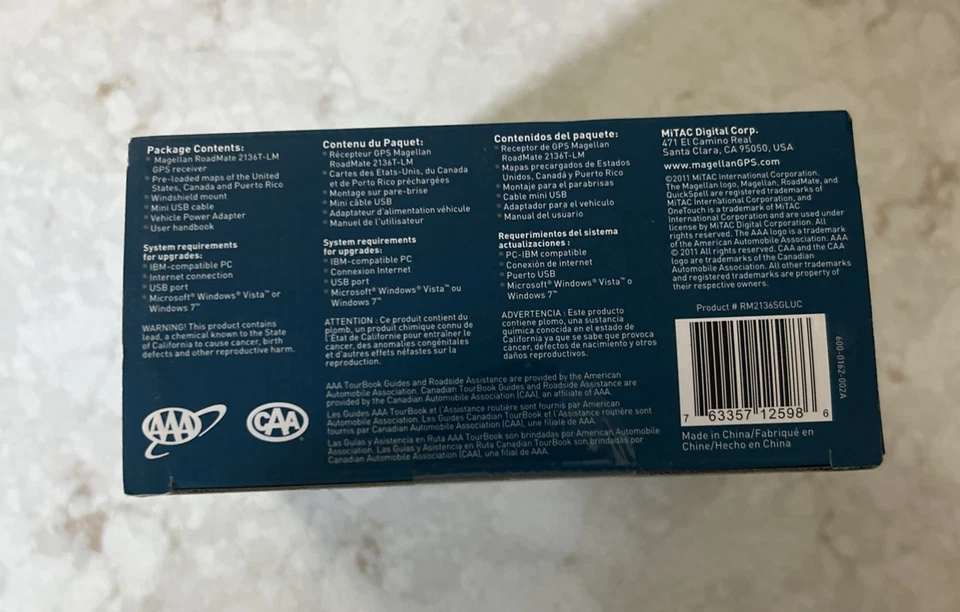 Package Contents:
• Magellan RoadMate 2136T-LM
GPS receiver
• Pre-loaded maps of the United
States, Canada and Puerto Rico
• Windshield mount
• Mini USB cable
• Vehicle Power Adapter
• User handbook
System requirements
for upgrades:
• IBM-compatible PC
• Internet connection
• USB port
• Microsoft® Windows® Vista™ or
Windows 7™
WARNING! This product contains
lead, a chemical known to the State
of California to cause cancer, birth
defects and other reproductive harm.
AAA
CAA
Contenu du Paquet:
• Récepteur GPS Magellan
RoadMate 2136T-LM
• Cartes des Etats-Unis, du Canada
et de Porto Rico préchargées
• Montage sur pare-brise
• Mini câble USB
• Adaptateur d'alimentation véhicule
• Manuel de l'utilisateur
System requirements
for upgrades:
• IBM-compatible PC
• Connexion Internet
• USB port
• Microsoft® Windows® Vista™ ou
Windows 7™
ATTENTION : Ce produit contient du
plomb, un produit chimique connu de
l'État de Californie pour entraîner le
cancer, des anomalies congénitales
et d'autres effets néfastes sur la
reproduction.
Contenidos del paquete:
• Receptor de GPS Magellan
RoadMate 2136T-LM
• Mapas precargados de Estados
Unidos, Canadá y Puerto Rico
• Montaje para el parabrisas
• Cable mini USB
• Adaptador para el vehículo
• Manual del usuario
Requerimientos del sistema
actualizaciones :
• PC-IBM compatible
• Conexión de internet
• Puerto USB
• Microsoft® Windows® Vista™ o
Windows 7™
ADVERTENCIA : Este producto
contiene plomo, una sustancia
química conocida en el estado de
California ya que se sabe que provoca
cáncer, defectos de nacimiento y otros
daños reproductivos.
AAA TourBook Guides and Roadside Assistance are provided by the American
Automobile Association. Canadian TourBook Guides and Roadside Assistance are
provided by the Canadian Automobile Association (CAA), an affiliate of AAA.
Les Guides AAA TourBook et l'Assistance routière sont fournis par American
Automobile Association. Les Guides Canadian TourBook et l'Assistance routière sont
fournis par Canadian Automobile Association (CAA), une filiale de AAA.
Las Guías y Asistencia en Ruta AAA TourBook son brindadas por American Automobile
Association. Las Guías y Asistencia en Ruta Canadian TourBook son brindadas por
Canadian Automobile Association (CAA), una filial de AAA.
MiTAC Digital Corp.
471 El Camino Real
Santa Clara, CA 95050, USA
www.magellanGPS.com
©2011 MiTAC International Corporation.
The Magellan logo, Magellan, RoadMate, and
QuickSpell are registered trademarks of
MiTAC International Corporation, and
OneTouch is a trademark of MiTAC
International Corporation and are used under
license by MiTAC Digital Corporation. All
rights reserved. The AAA logo is a trademark
of the American Automobile Association. AAA
© 2011 All rights reserved. CAA and the CAA
logo are trademarks of the Canadian
Automobile Association. All other trademarks
and registered trademarks are property of
their respective owners.
Product # RM2136SGLUC
7 63357 12598 6
600-0162-002A
Made in China/Fabriqué en
Chine/Hecho en China